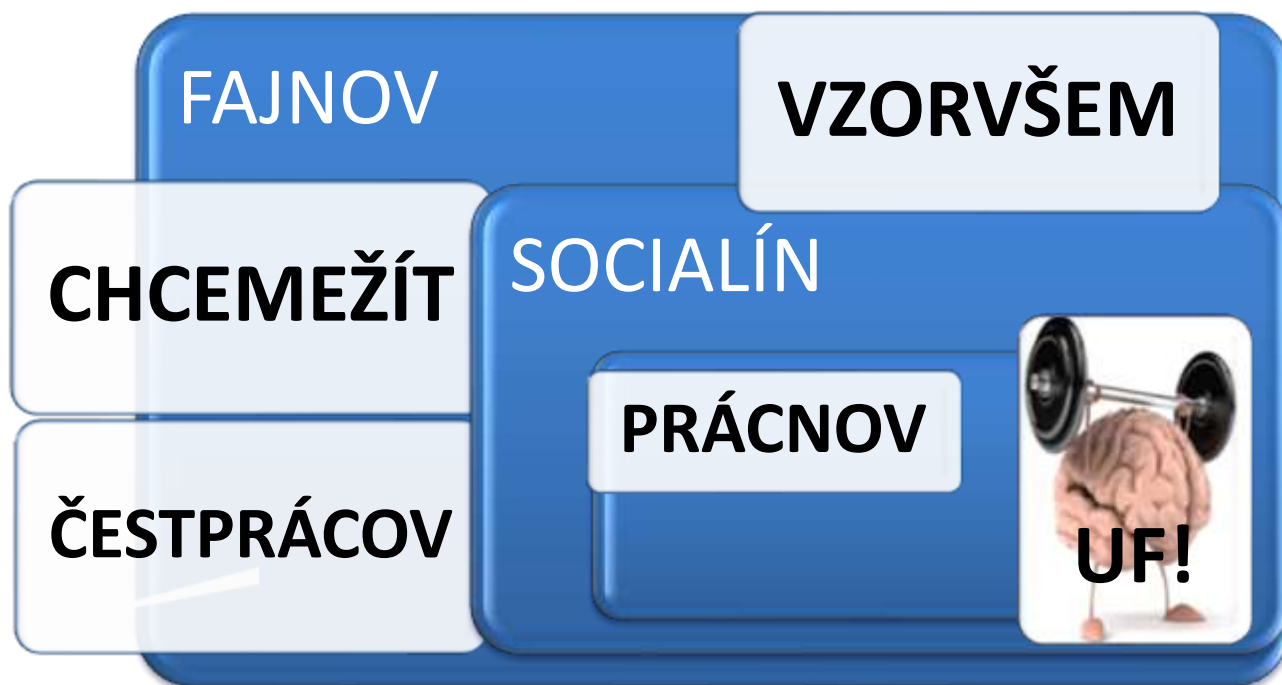 FAJNOV
VZORVŠEM
CHCEMEŽÍT
SOCIALÍN
PRÁCNOV
ČESTPRÁCOV
UF!